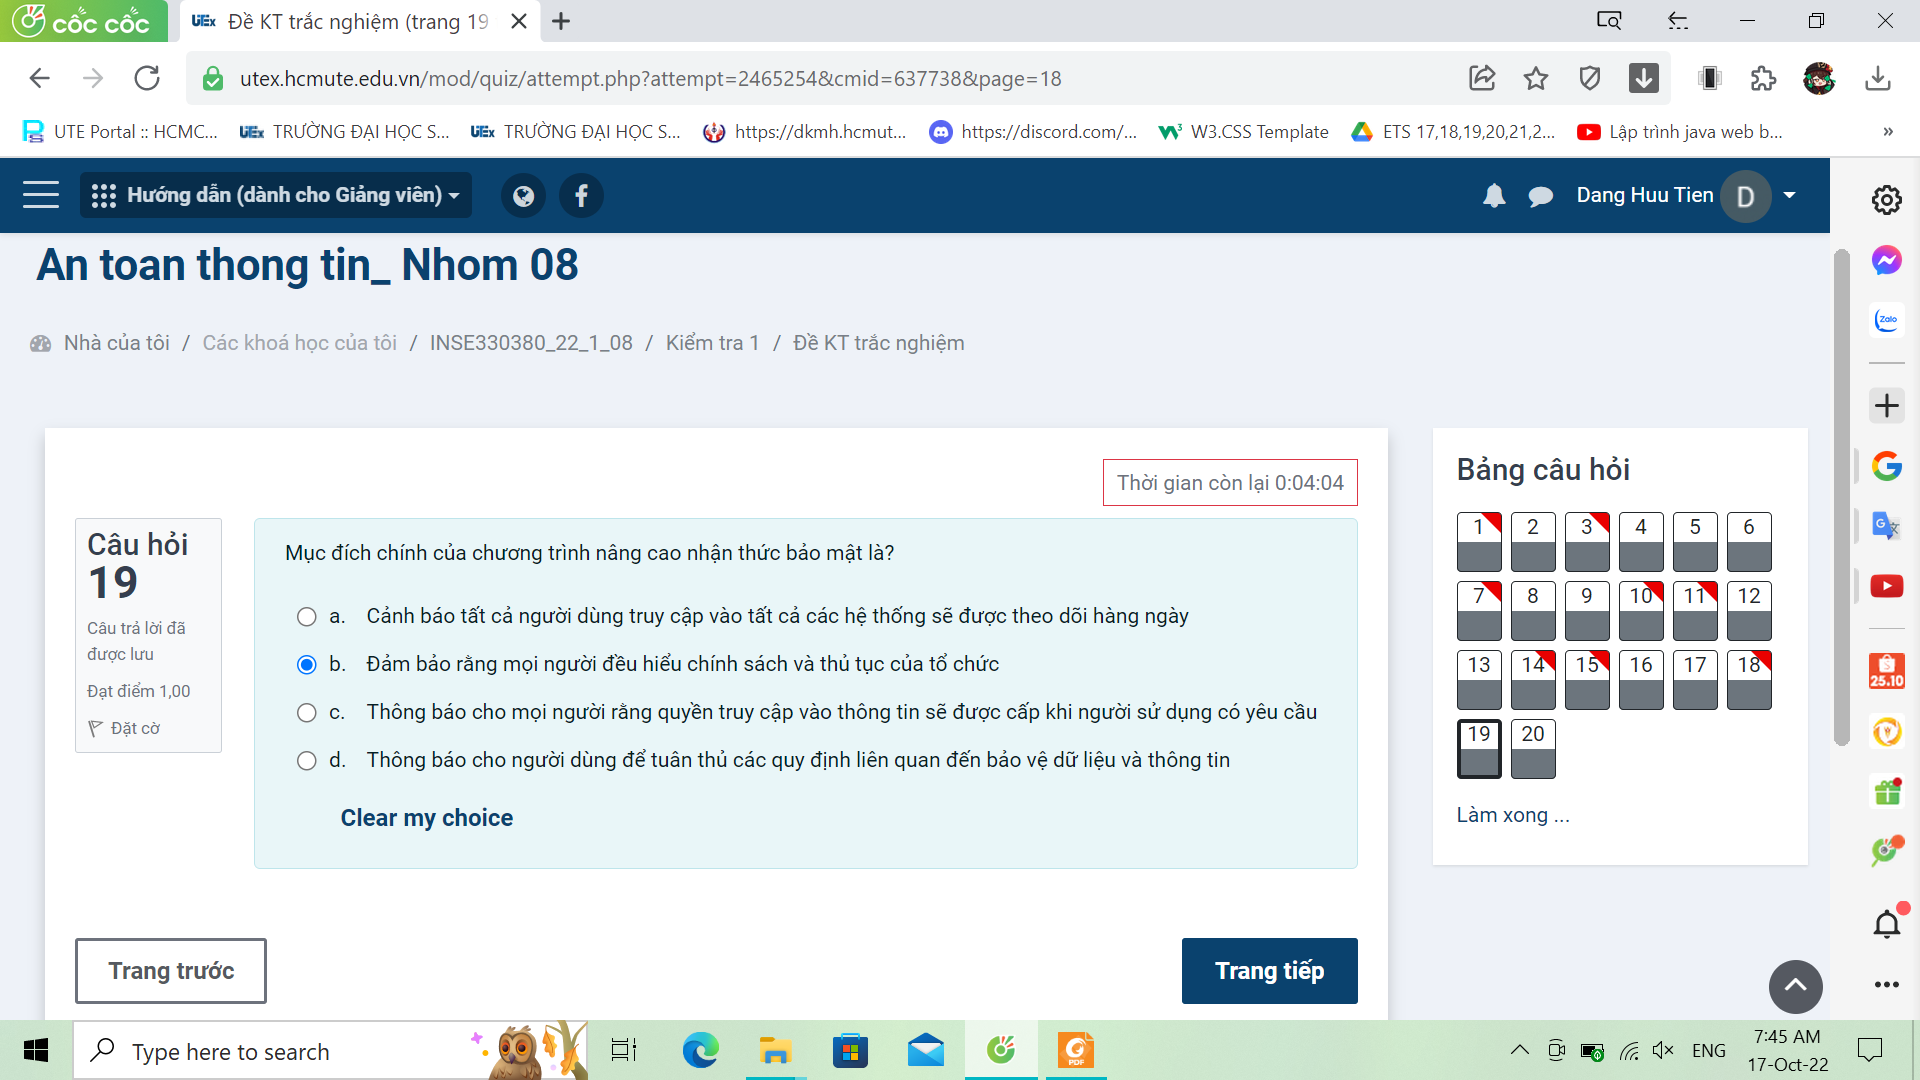 cốc cốc
UTEx Đề KT trắc nghiệm (trang 19
utex.hcmute.edu.vn/mod/quiz/attempt.php?attempt=2465254&cmid=637738&page=18
UTE Portal :: HCMC...
UTEx TRƯỜNG ĐẠI HỌC S...
UTEx TRƯỜNG ĐẠI HỌC S...
https://dkmh.hcmut...
https://discord.com/...
W3.CSS Template
ETS 17,18,19,20,21,2...
Lập trình java web b...
»
Hướng dẫn (dành cho Giảng viên)
Dang Huu Tien
D
An toan thong tin_ Nhom 08
Nhà của tôi / Các khoá học của tôi / INSE330380_22_1_08 / Kiểm tra 1 / Đề KT trắc nghiệm
Thời gian còn lại 0:04:04
Câu hỏi
19
Câu trả lời đã
được lưu
Đạt điểm 1,00
Đặt cờ
Mục đích chính của chương trình nâng cao nhận thức bảo mật là?
a. Cảnh báo tất cả người dùng truy cập vào tất cả các hệ thống sẽ được theo dõi hàng ngày
b. Đảm bảo rằng mọi người đều hiểu chính sách và thủ tục của tổ chức
c. Thông báo cho mọi người rằng quyền truy cập vào thông tin sẽ được cấp khi người sử dụng có yêu cầu
d. Thông báo cho người dùng để tuân thủ các quy định liên quan đến bảo vệ dữ liệu và thông tin
Clear my choice
Trang trước
Trang tiếp
Bảng câu hỏi
1 2 3 4 5 6
7 8 9 10 11 12
13 14 15 16 17 18
19 20
Làm xong ...
Zalo
25.10
Type here to search
PDF
ENG
7:45 AM
17-Oct-22